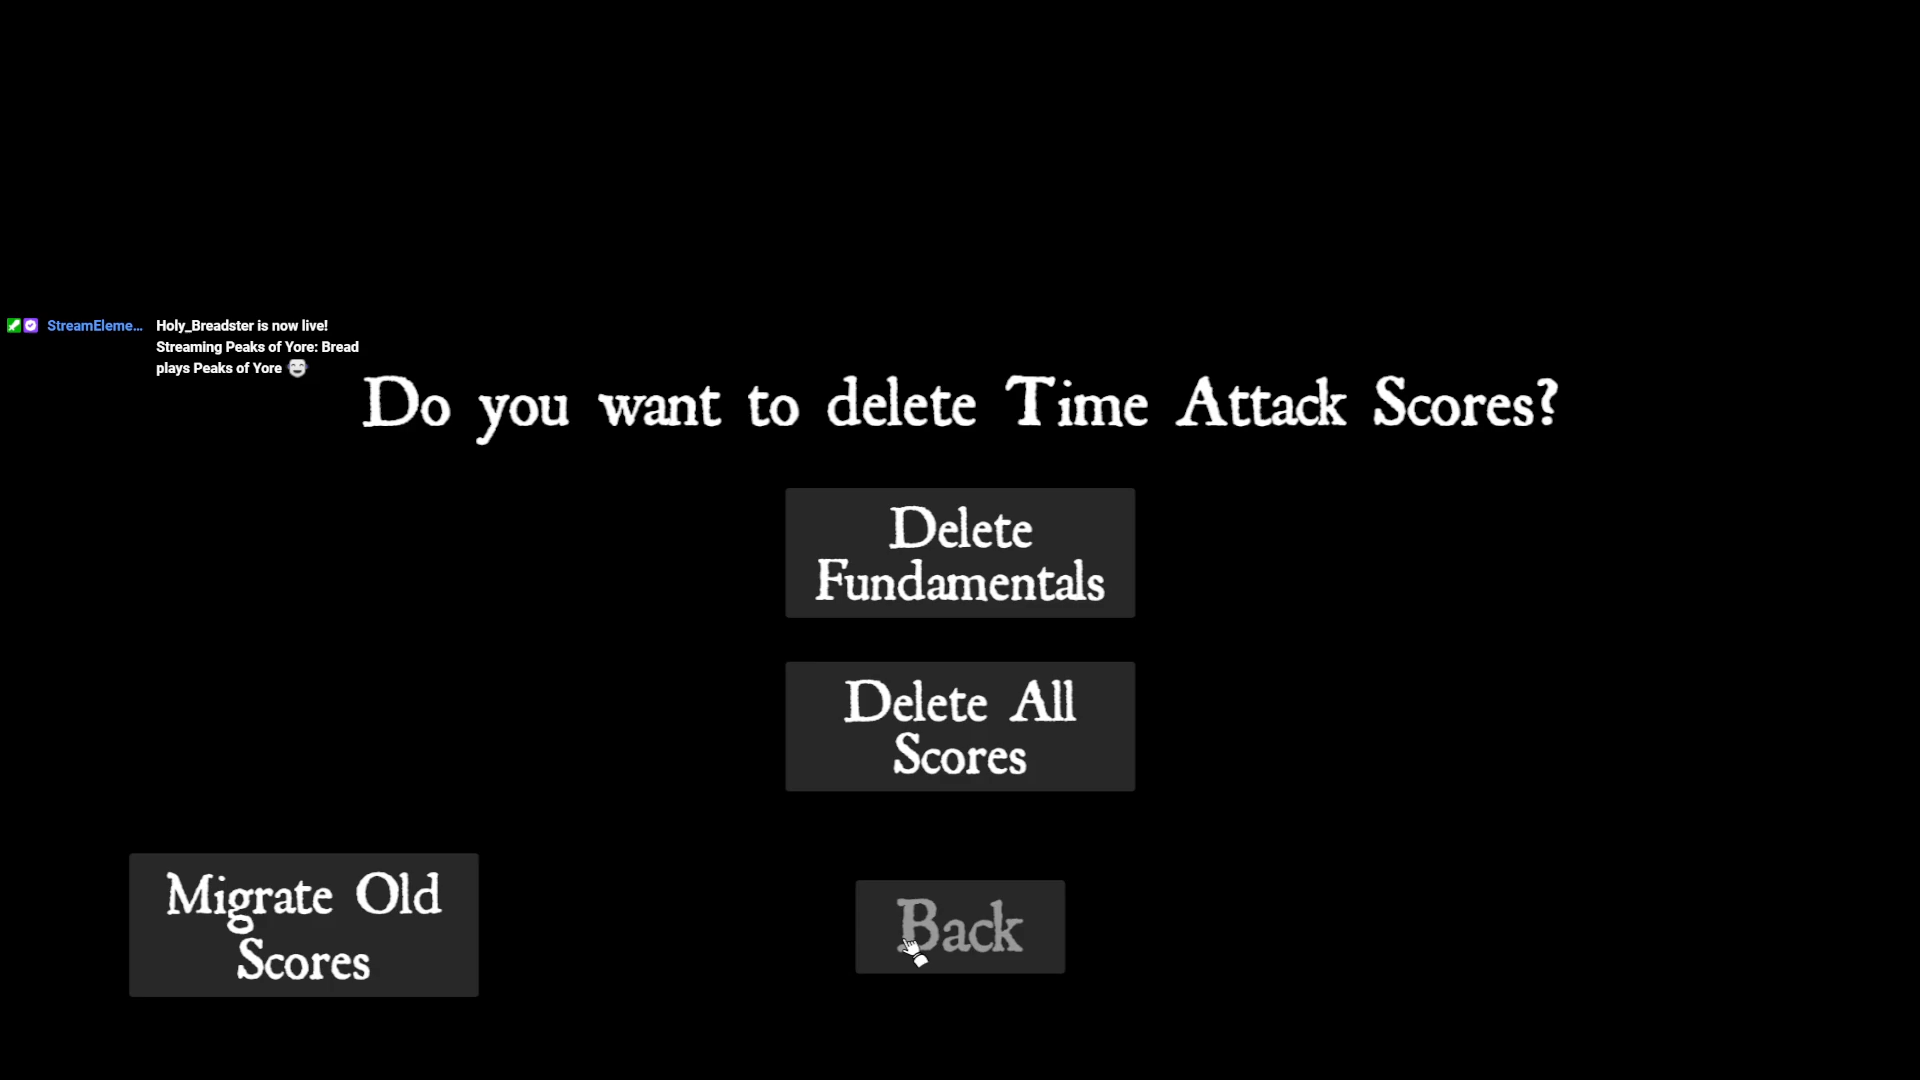 StreamEleme... Holy_Breadster is now live!
Streaming Peaks of Yore: Bread
plays Peaks of Yore
Do you want to delete Time Attack Scores?
Delete
Fundamentals
Delete All
Scores
Migrate Old
Scores
Back